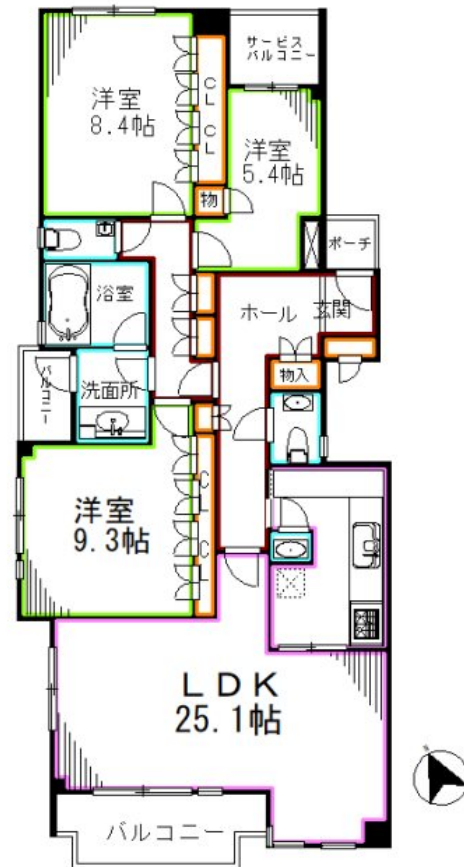 サービス
バルコニー
洋室
8.4帖
CL
CL
洋室
5.4帖
物
ポーチ
浴室
ホール
玄関
物入
バルコニー
洗面所
洋室
9.3帖
CL
CL
LDK
25.1帖
バルコニー